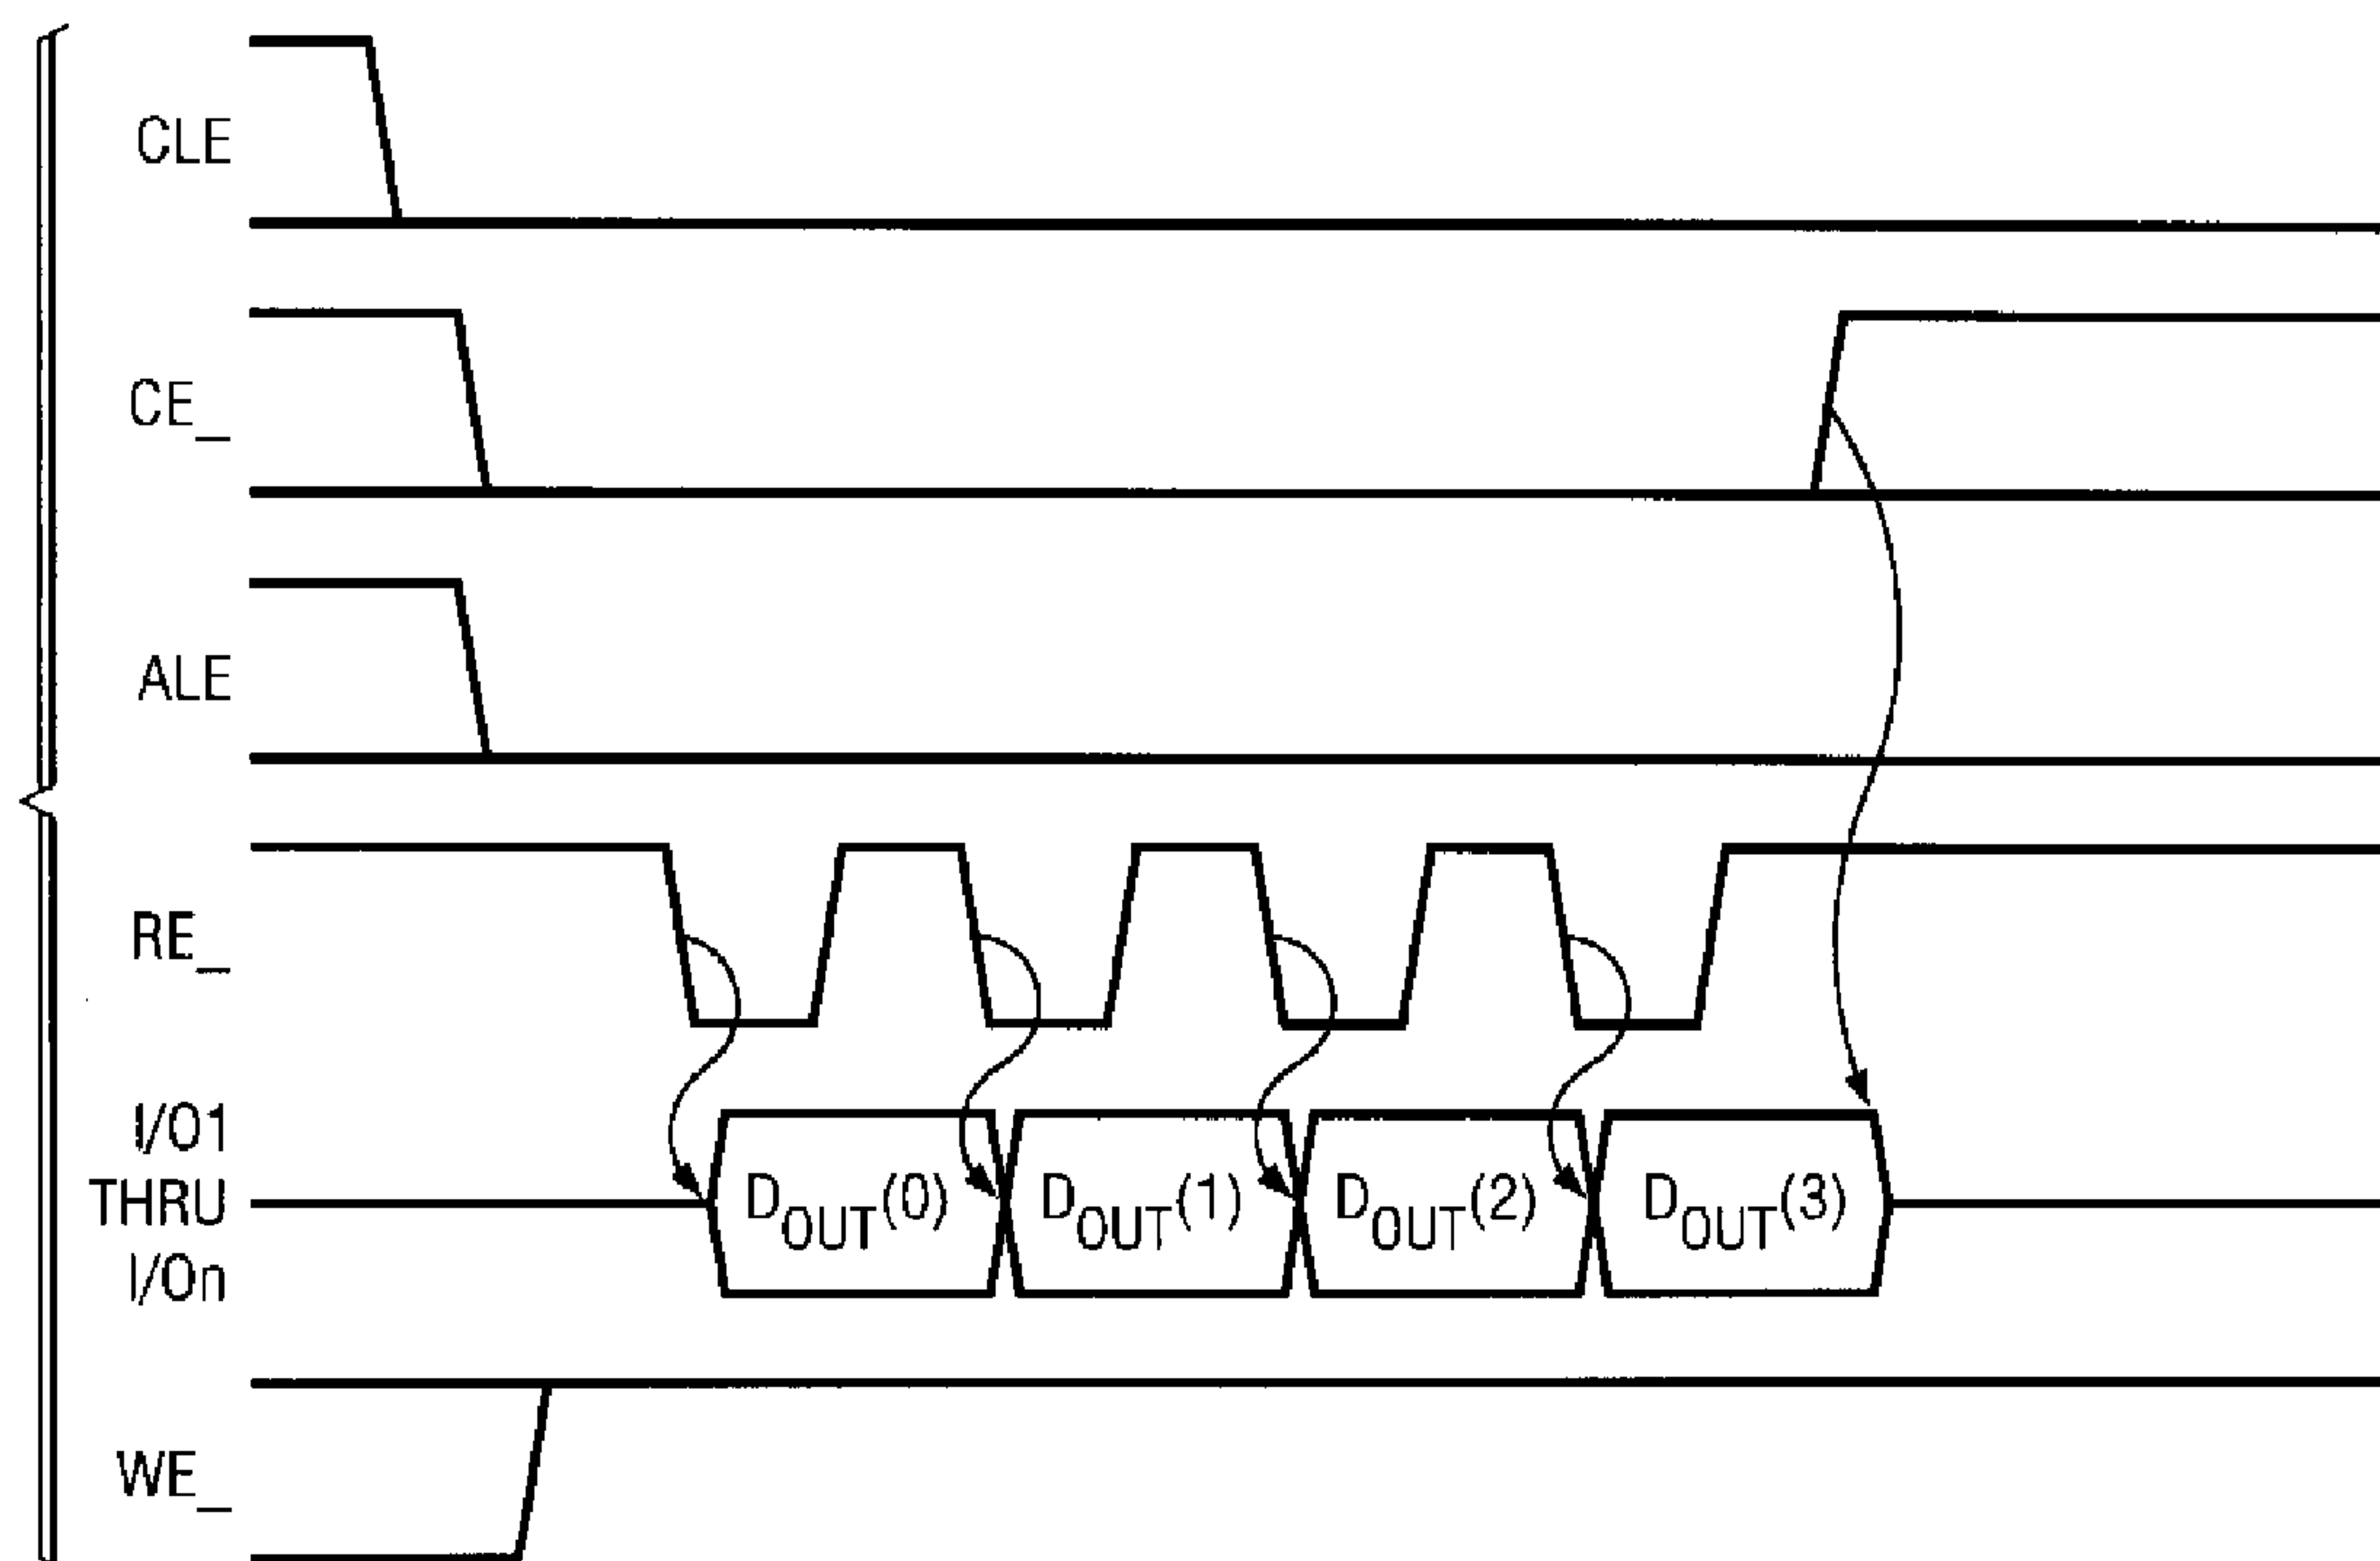 CLE
CE_
ALE
RE_
I/O1
THRU
I/On
DOUT(0) DOUT(1) DOUT(2) DOUT(3)
WE_